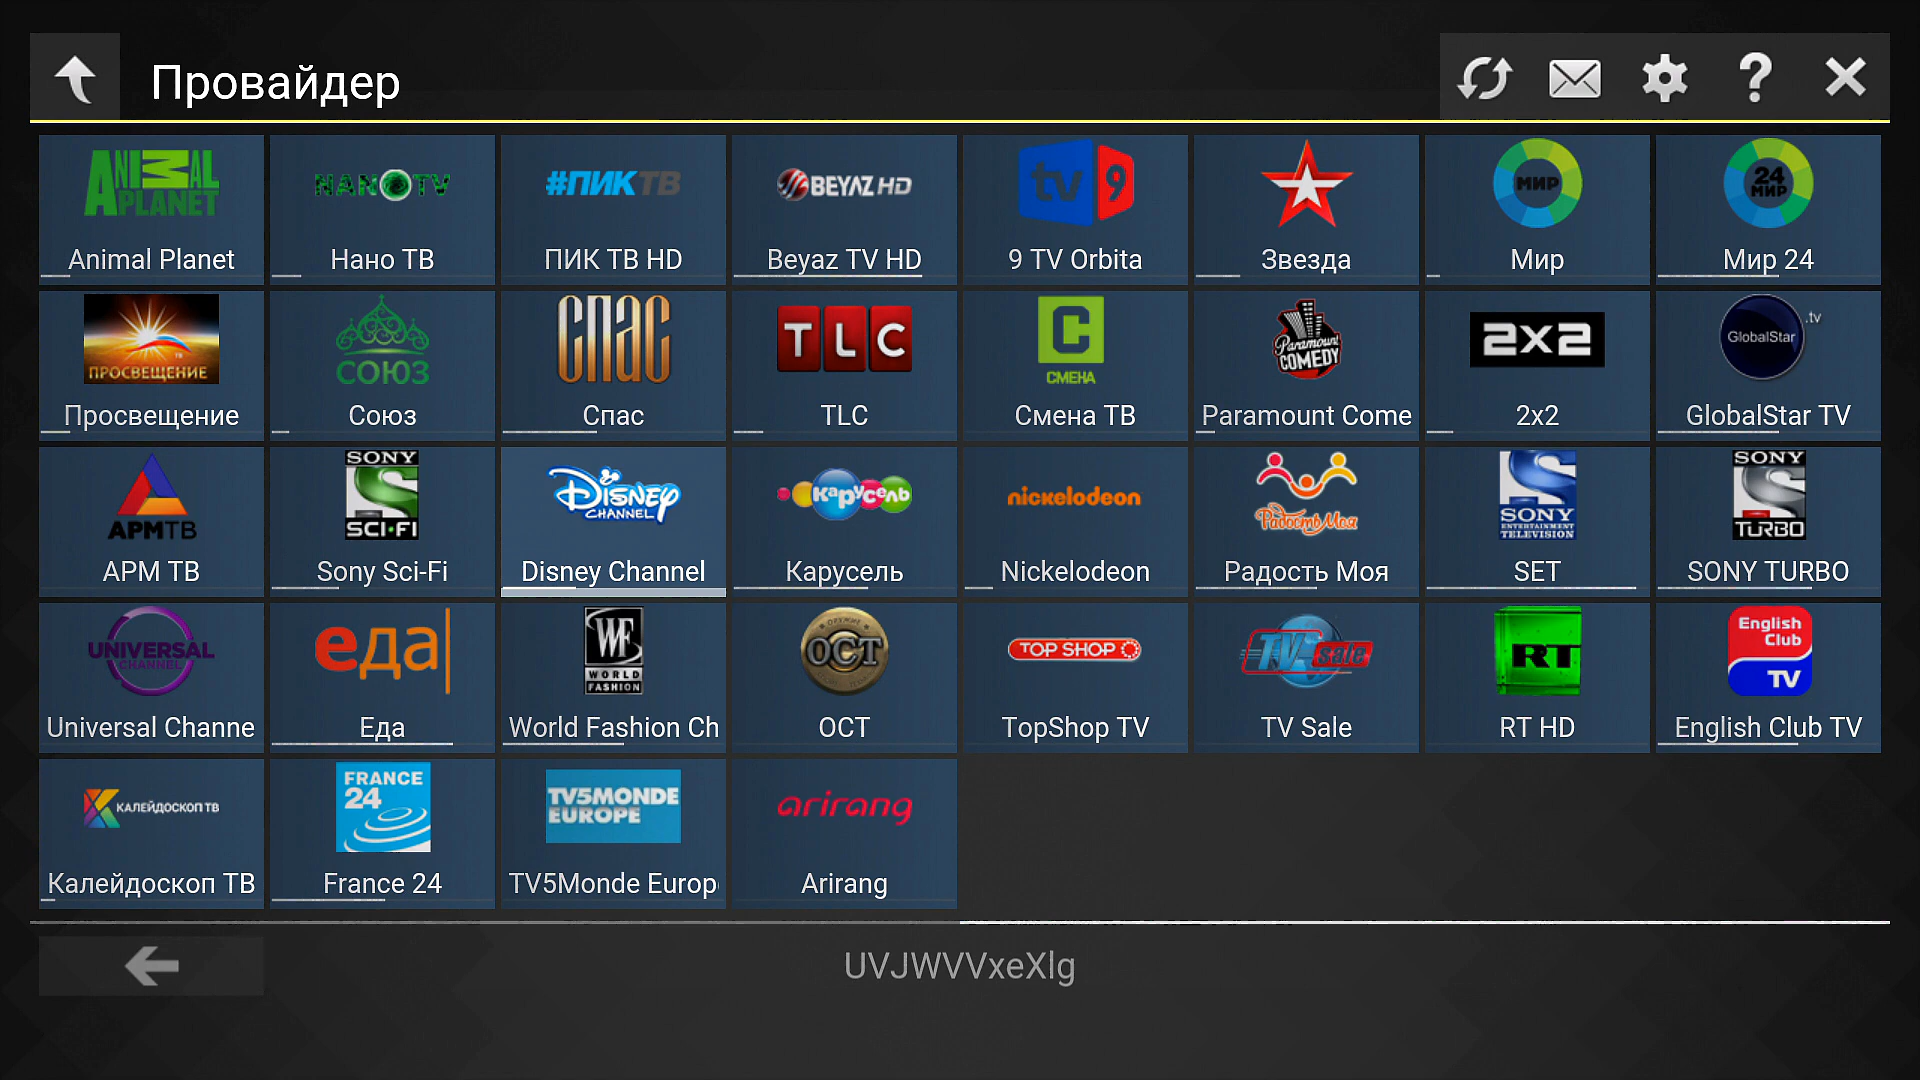 Провайдер
ANIMAL PLANET
NANO TV
#ПИКТВ
BEYAZ HD
tv 9
МИР
24 МИР
Animal Planet
Нано ТВ
ПИК ТВ HD
Beyaz TV HD
9 TV Orbita
Звезда
Мир
Мир 24
ПРОСВЕЩЕНИЕ
СОЮЗ
СПАС
TLC
С СМЕНА
Paramount COMEDY
2x2
GlobalStar .tv
Просвещение
Союз
Спас
TLC
Смена ТВ
Paramount Come
2x2
GlobalStar TV
АРМТВ
SONY SCI-FI
Disney CHANNEL
Карусель
nickelodeon
Радость Моя
SONY ENTERTAINMENT TELEVISION
SONY TURBO
АРМ ТВ
Sony Sci-Fi
Disney Channel
Карусель
Nickelodeon
Радость Моя
SET
SONY TURBO
UNIVERSAL CHANNEL
еда
WF WORLD FASHION
ОСТ
TOP SHOP
TV sale
RT
English Club TV
Universal Channe
Еда
World Fashion Ch
ОСТ
TopShop TV
TV Sale
RT HD
English Club TV
КАЛЕЙДОСКОП ТВ
FRANCE 24
TV5MONDE EUROPE
arirang
Калейдоскоп ТВ
France 24
TV5Monde Europ
Arirang
UVJWVVxeXlg